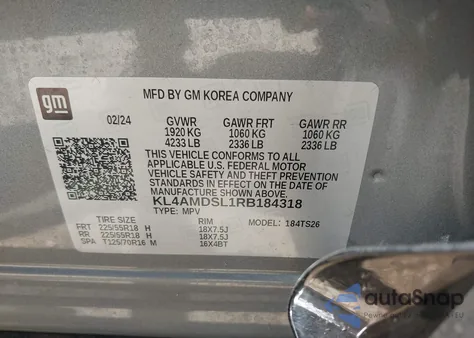 gm
MFD BY GM KOREA COMPANY
02/24 GVWR GAWR FRT GAWR RR
1920 KG 1060 KG 1060 KG
4233 LB 2336 LB 2336 LB
THIS VEHICLE CONFORMS TO ALL
APPLICABLE U.S. FEDERAL MOTOR
VEHICLE SAFETY AND THEFT PREVENTION
STANDARDS IN EFFECT ON THE DATE OF
MANUFACTURE SHOWN ABOVE.
KL4AMDSL1RB184318
TYPE: MPV MODEL: 184TS26
TIRE SIZE RIM
FRT 225/55R18 H 18X7.5J
RR 225/55R18 H 18X7.5J
SPA T125/70R16 M 16X4BT
autoSnap